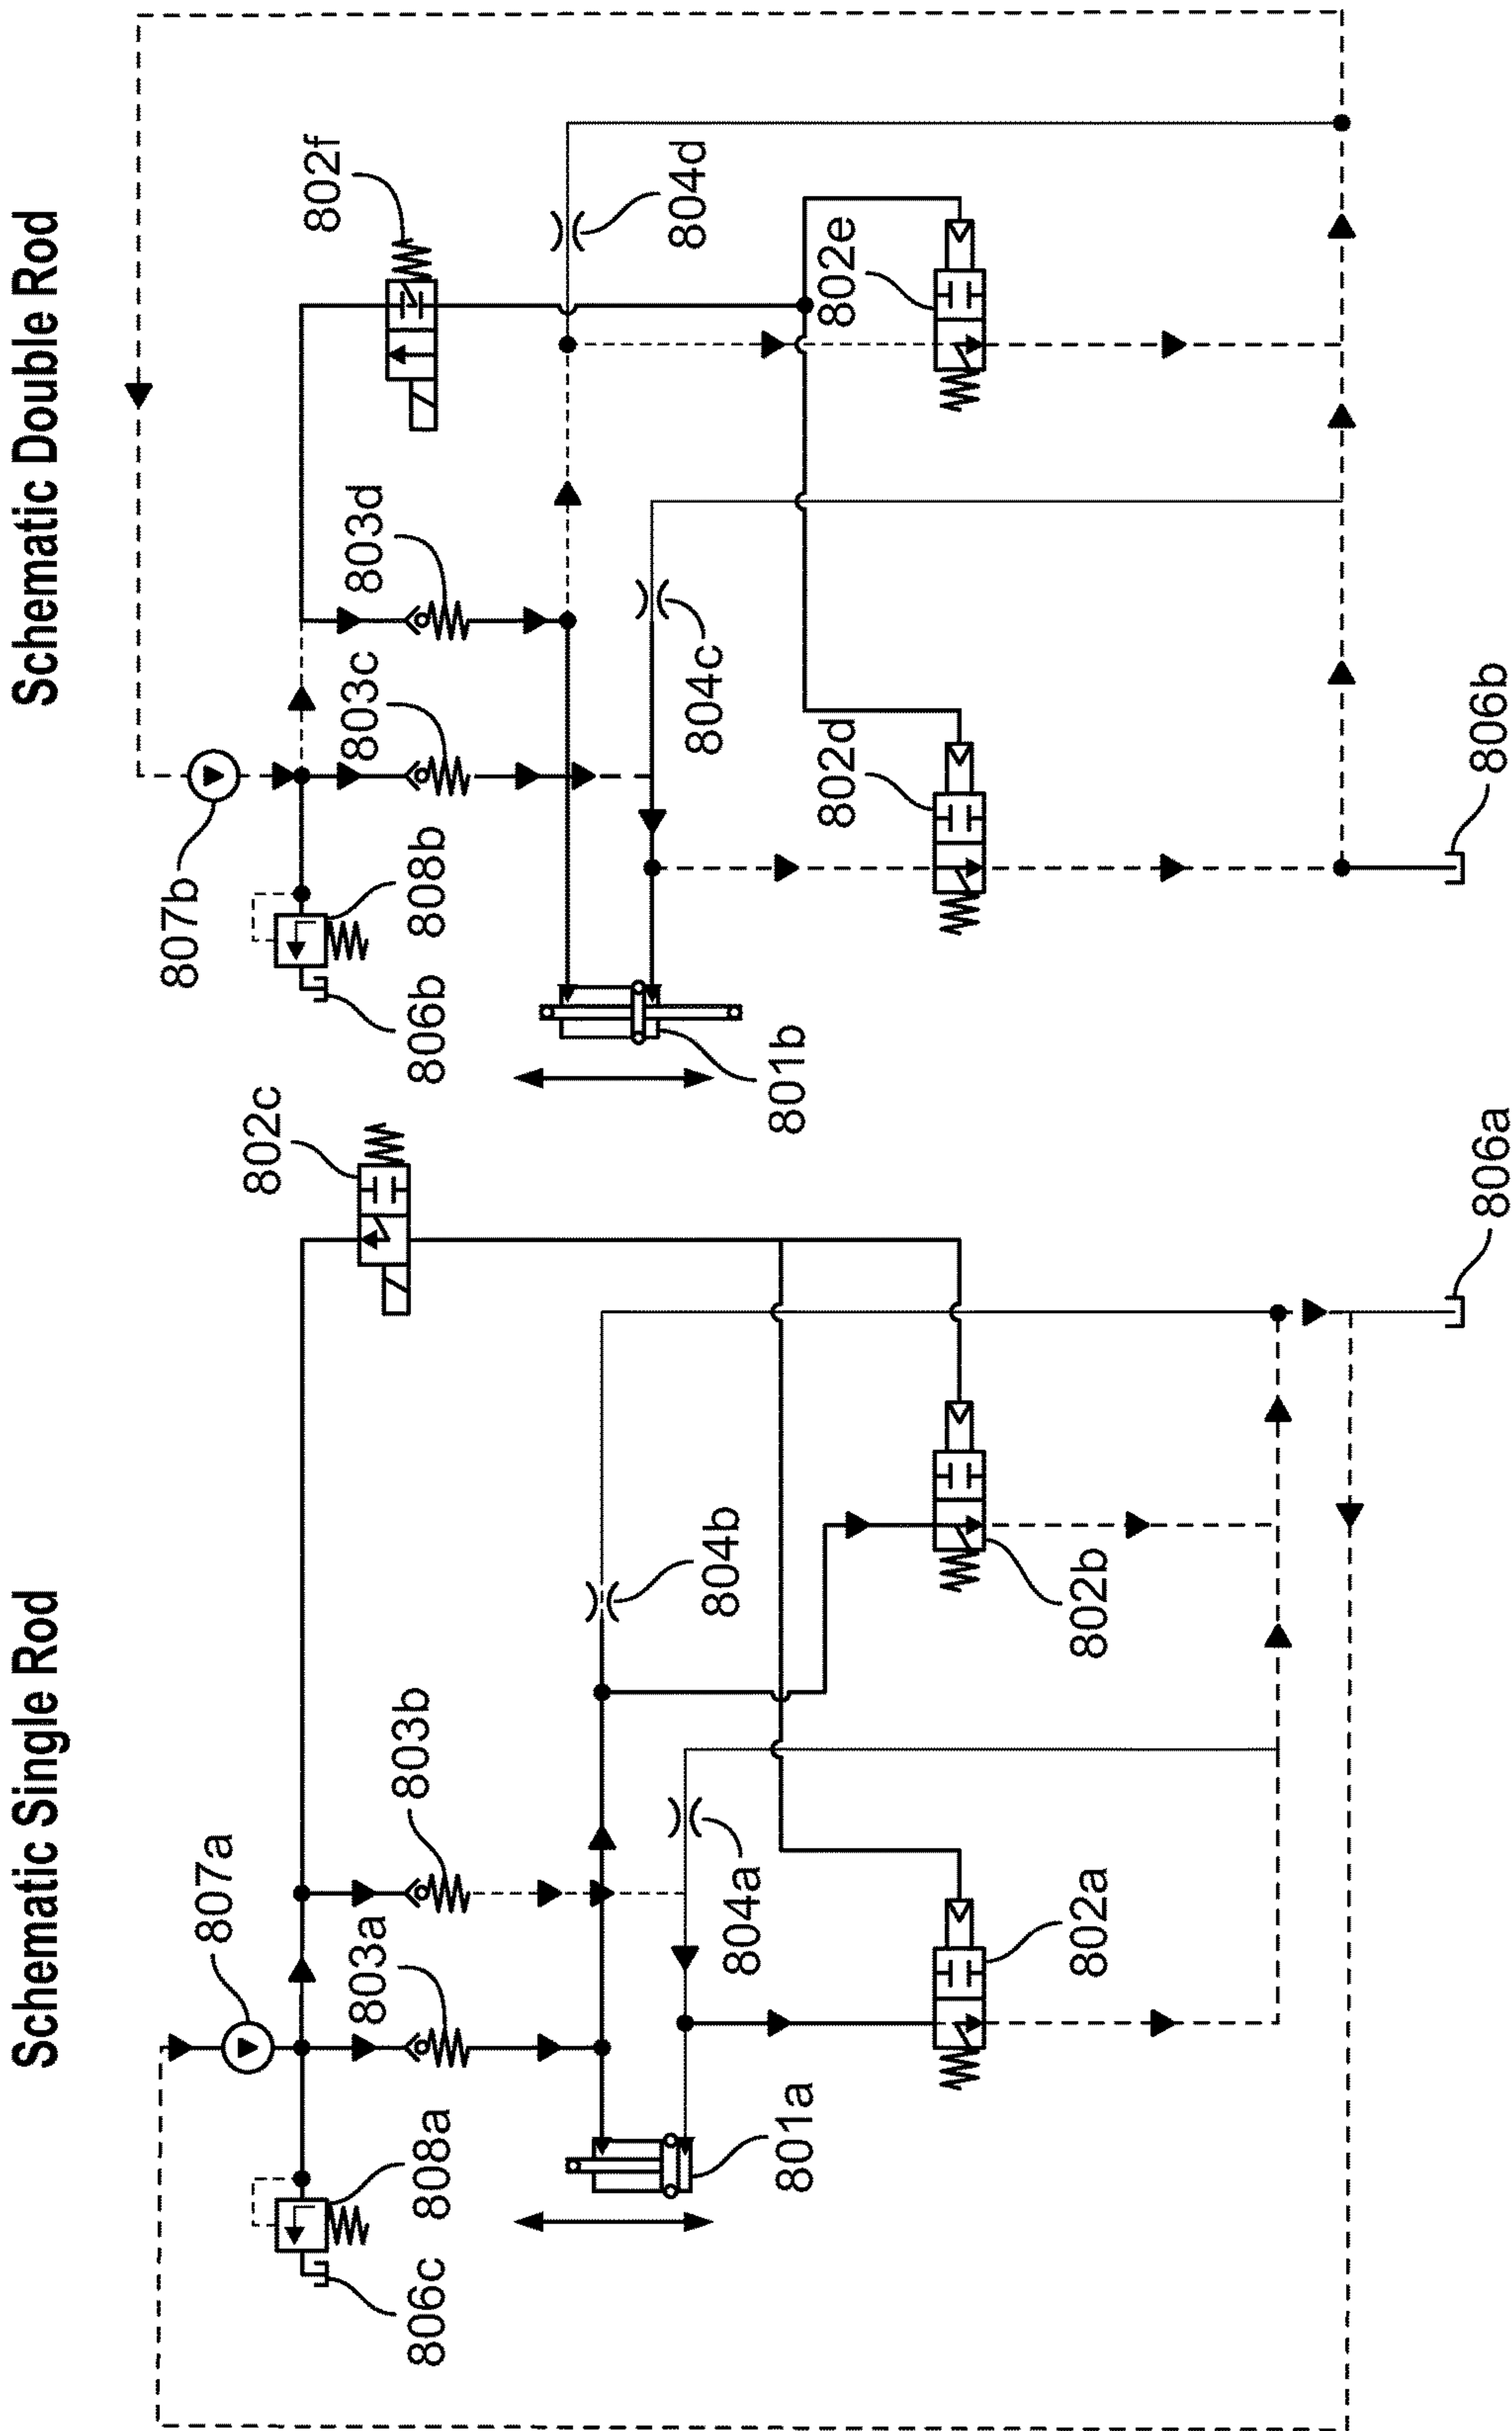 Schematic Single Rod
807a
808a
806c
803a
803b
802c
801a
804a
804b
802a
802b
806a
Schematic Double Rod
807b
808b
806b
803c
803d
802f
801b
804c
804d
802d
802e
806b